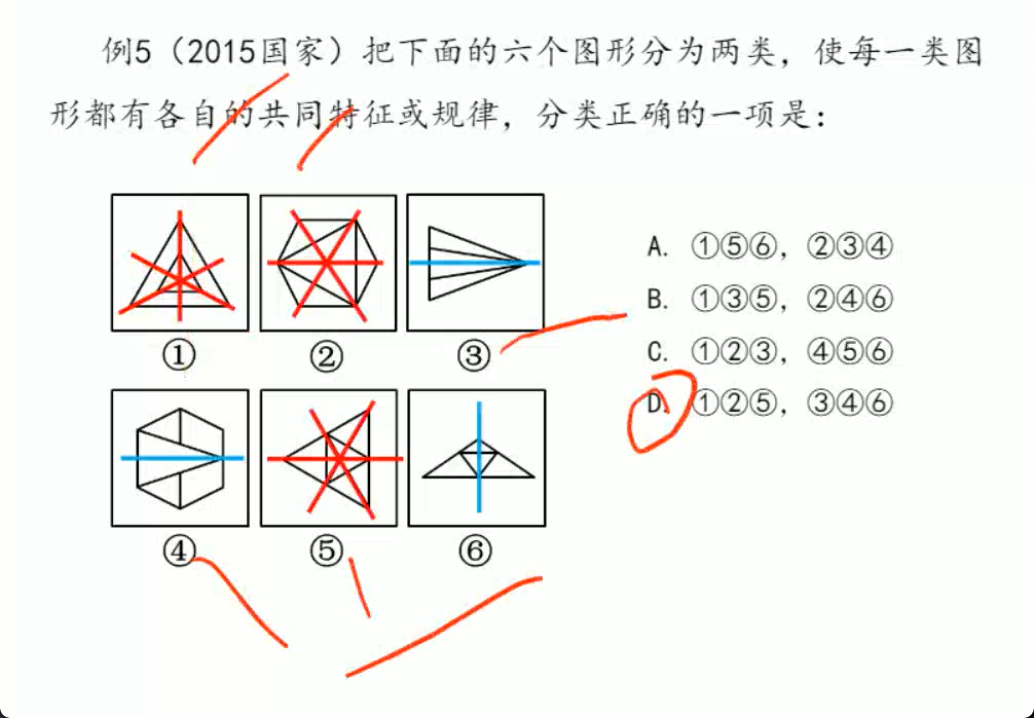 例5（2015国家）把下面的六个图形分为两类，使每一类图
形都有各自的共同特征或规律，分类正确的一项是：
① ② ③
④ ⑤ ⑥
A. ①⑤⑥，②③④
B. ①③⑤，②④⑥
C. ①②③，④⑤⑥
D. ①②⑤，③④⑥